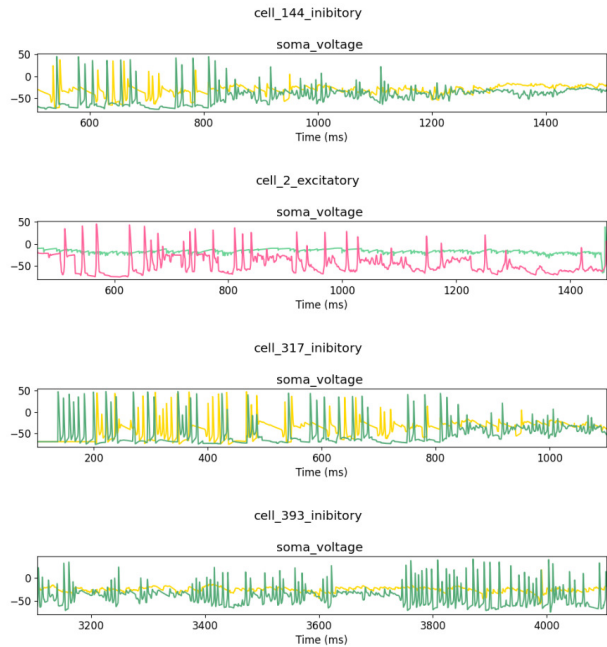 cell_144_inibitory
soma_voltage
50
0
−50
600 800 1000 1200 1400
Time (ms)
cell_2_excitatory
soma_voltage
50
0
−50
600 800 1000 1200 1400
Time (ms)
cell_317_inibitory
soma_voltage
50
0
−50
200 400 600 800 1000
Time (ms)
cell_393_inibitory
soma_voltage
0
−50
3200 3400 3600 3800 4000
Time (ms)